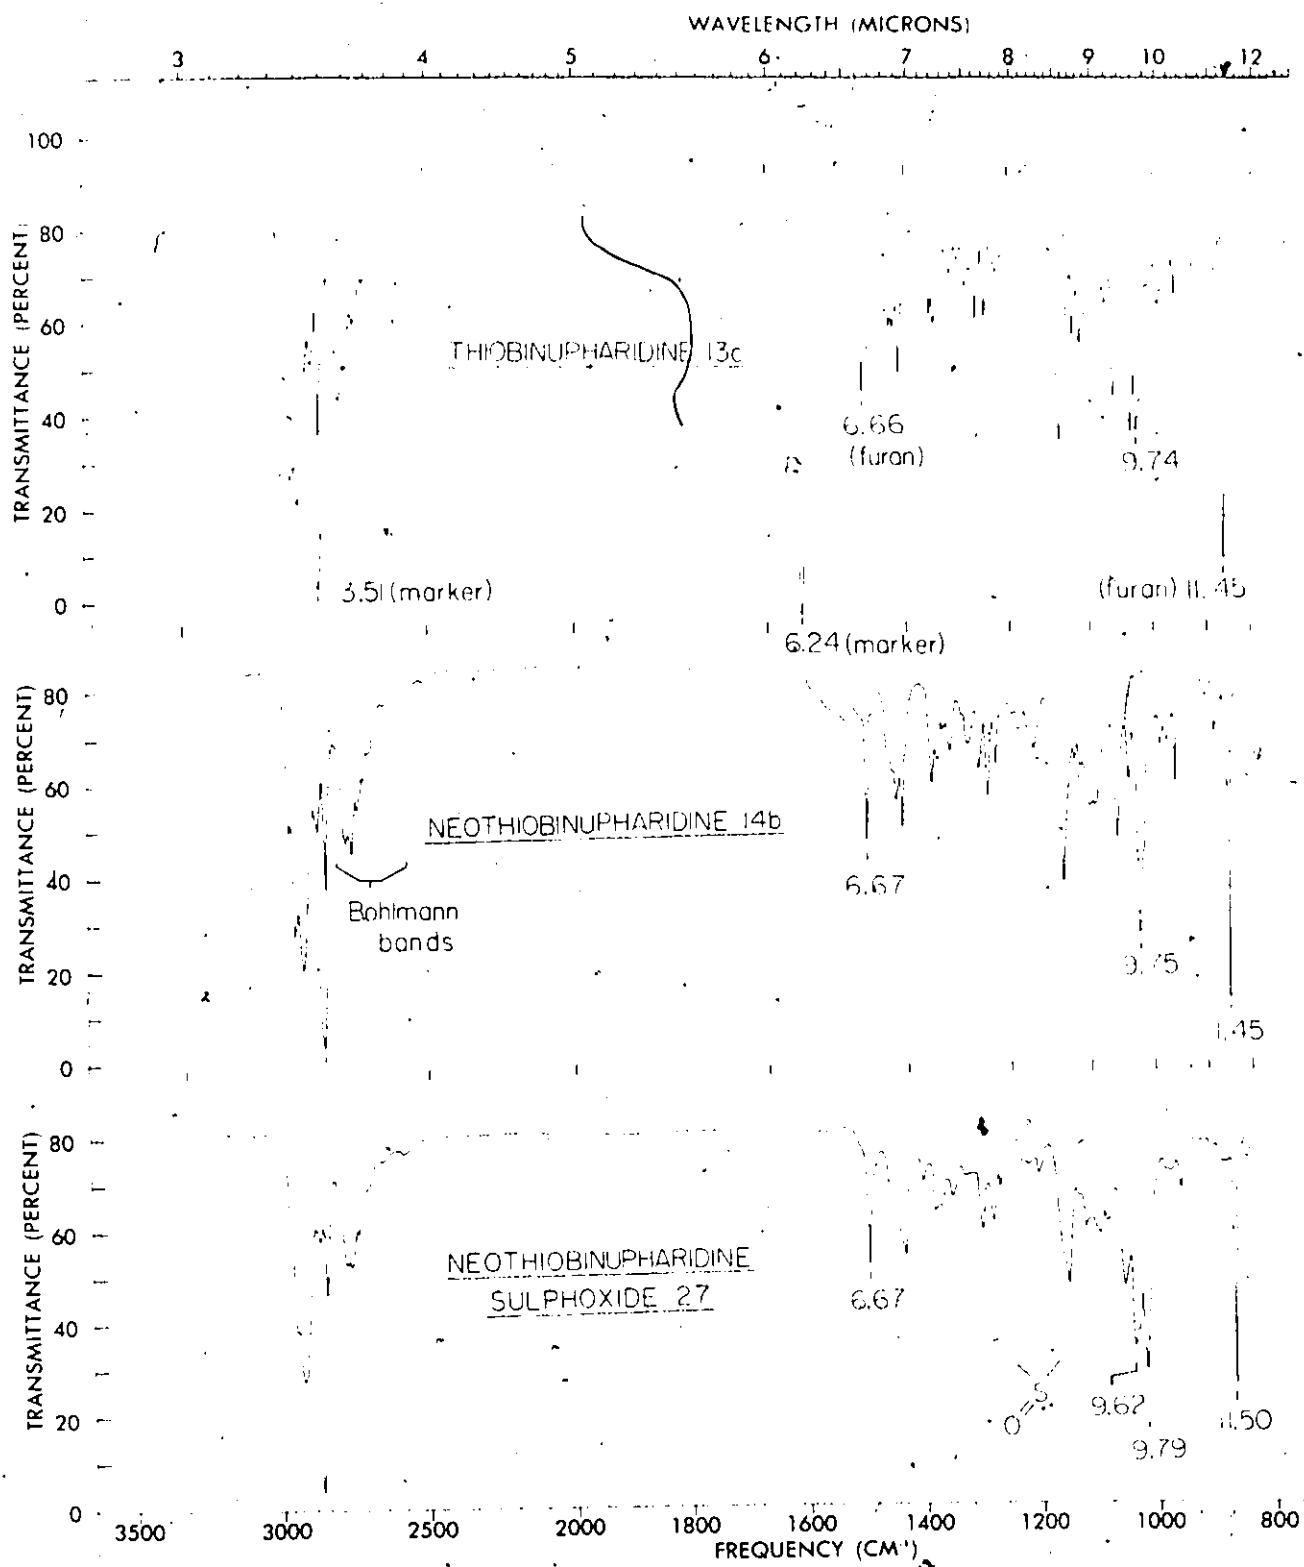 WAVELENGTH (MICRONS)
3 4 5 6 7 8 9 10 12
100
80
60
40
20
0
TRANSMITTANCE (PERCENT)
THIOBINUPHARIDINE 13c
6.66
(furan)
9.74
3.51 (marker)
(furan) 11.45
6.24 (marker)
80
60
40
20
0
TRANSMITTANCE (PERCENT)
NEOTHIOBINUPHARIDINE 14b
Bohlmann
bands
6.67
9.75
80
60
40
20
0
TRANSMITTANCE (PERCENT)
NEOTHIOBINUPHARIDINE
SULPHOXIDE 27
6.67
S
O
9.62
9.79
11.50
3500 3000 2500 2000 1800 1600 1400 1200 1000 800
FREQUENCY (CM⁻¹)